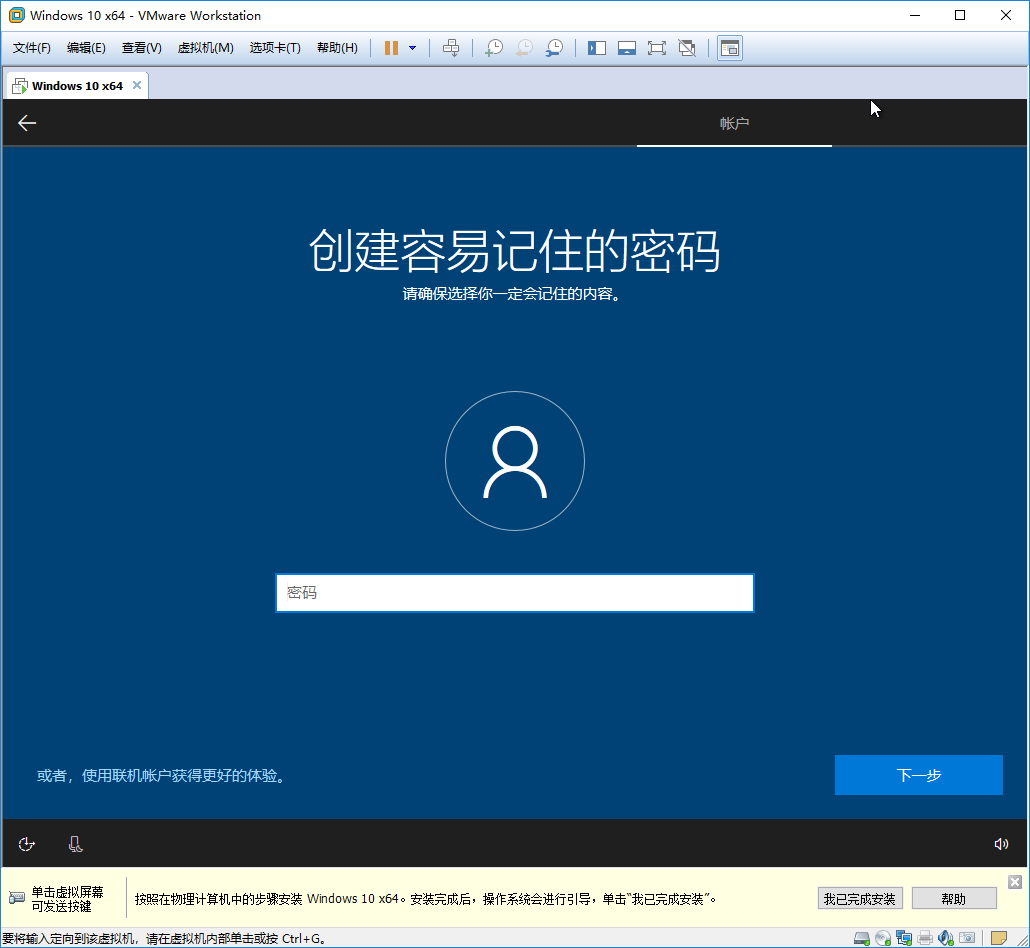 Windows 10 x64 - VMware Workstation
文件(F) 编辑(E) 查看(V) 虚拟机(M) 选项卡(T) 帮助(H)
Windows 10 x64
帐户
创建容易记住的密码
请确保选择你一定会记住的内容。
密码
或者，使用联机帐户获得更好的体验。
下一步
单击虚拟屏幕
可发送按键
按照在物理计算机中的步骤安装 Windows 10 x64。安装完成后，操作系统会进行引导，单击“我已完成安装”。
我已完成安装
帮助
要将输入定向到该虚拟机，请在虚拟机内部单击或按 Ctrl+G。